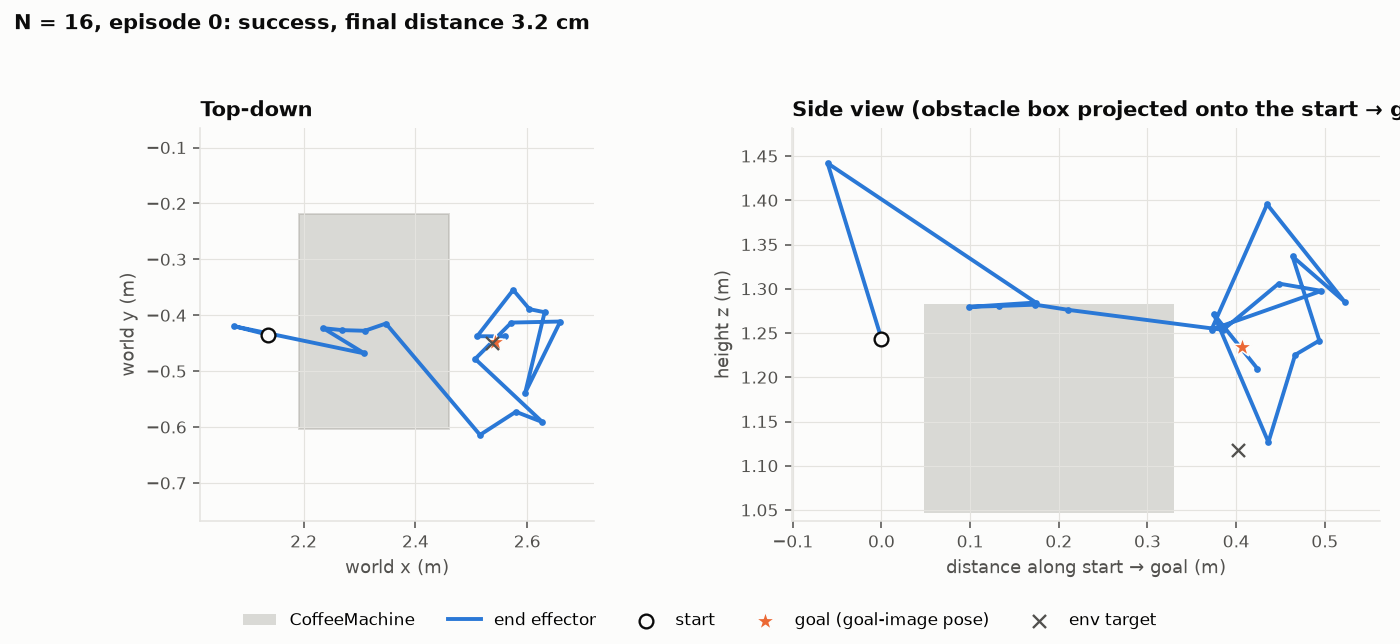 N = 16, episode 0: success, final distance 3.2 cm
Top-down
Side view (obstacle box projected onto the start → g
−0.1
−0.2
−0.3
−0.4
−0.5
−0.6
−0.7
world y (m)
2.2 2.4 2.6
world x (m)
1.45
1.40
1.35
1.30
1.25
1.20
1.15
1.10
1.05
height z (m)
−0.1 0.0 0.1 0.2 0.3 0.4 0.5
distance along start → goal (m)
CoffeeMachine end effector start goal (goal-image pose) env target